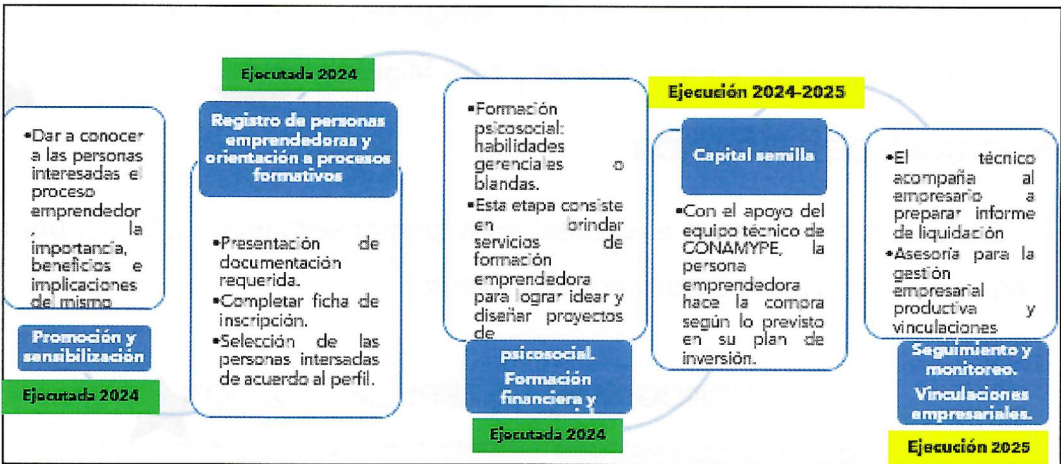 •Dar a conocer
a las personas
interesadas el
proceso
emprendedor
, la
importancia,
beneficios e
implicaciones
del mismo
Promoción y
sensibilización
Ejecutada 2024
Ejecutada 2024
Registro de personas
emprendedoras y
orientación a procesos
formativos
•Presentación de
documentación
requerida.
•Completar ficha de
inscripción.
•Selección de las
personas intersadas
de acuerdo al perfil.
•Formación
psicosocial:
habilidades
gerenciales o
blandas.
•Esta etapa consiste
en brindar
servicios de
formación
emprendedora
para lograr idear y
diseñar proyectos
de
psicosocial.
Formación
financiera y
Ejecutada 2024
Ejecución 2024-2025
Capital semilla
•Con el apoyo del
equipo técnico de
CONAMYPE, la
persona
emprendedora
hace la compra
según lo previsto
en su plan de
inversión.
•El técnico
acompaña al
empresario a
preparar informe
de liquidación
•Asesoría para la
gestión
empresarial
productiva y
vinculaciones
Seguimiento y
monitoreo.
Vinculaciones
empresariales.
Ejecución 2025